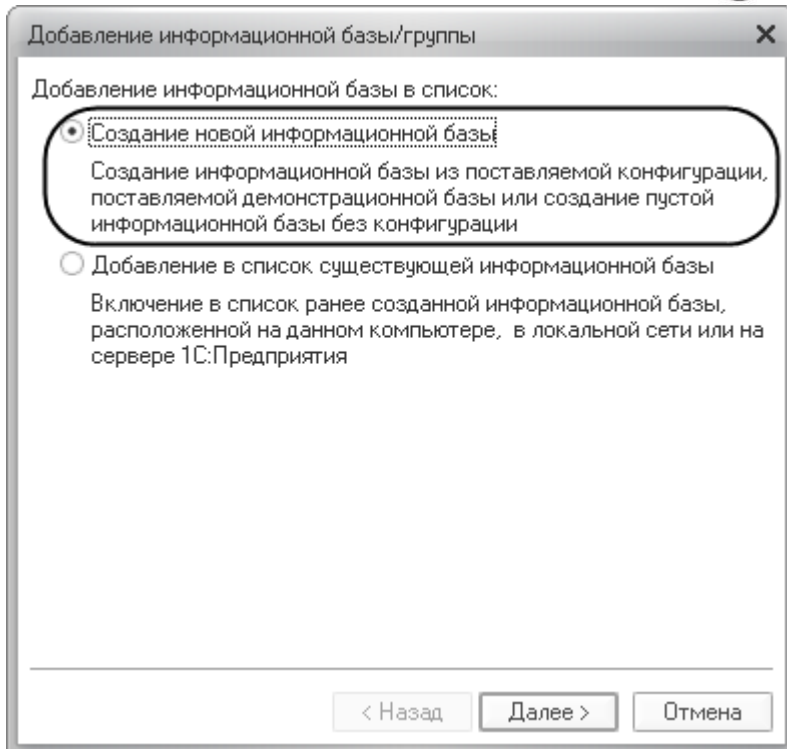 Добавление информационной базы/группы
Добавление информационной базы в список:
Создание новой информационной базы
Создание информационной базы из поставляемой конфигурации,
поставляемой демонстрационной базы или создание пустой
информационной базы без конфигурации
Добавление в список существующей информационной базы
Включение в список ранее созданной информационной базы,
расположенной на данном компьютере, в локальной сети или на
сервере 1С:Предприятия
< Назад Далее > Отмена